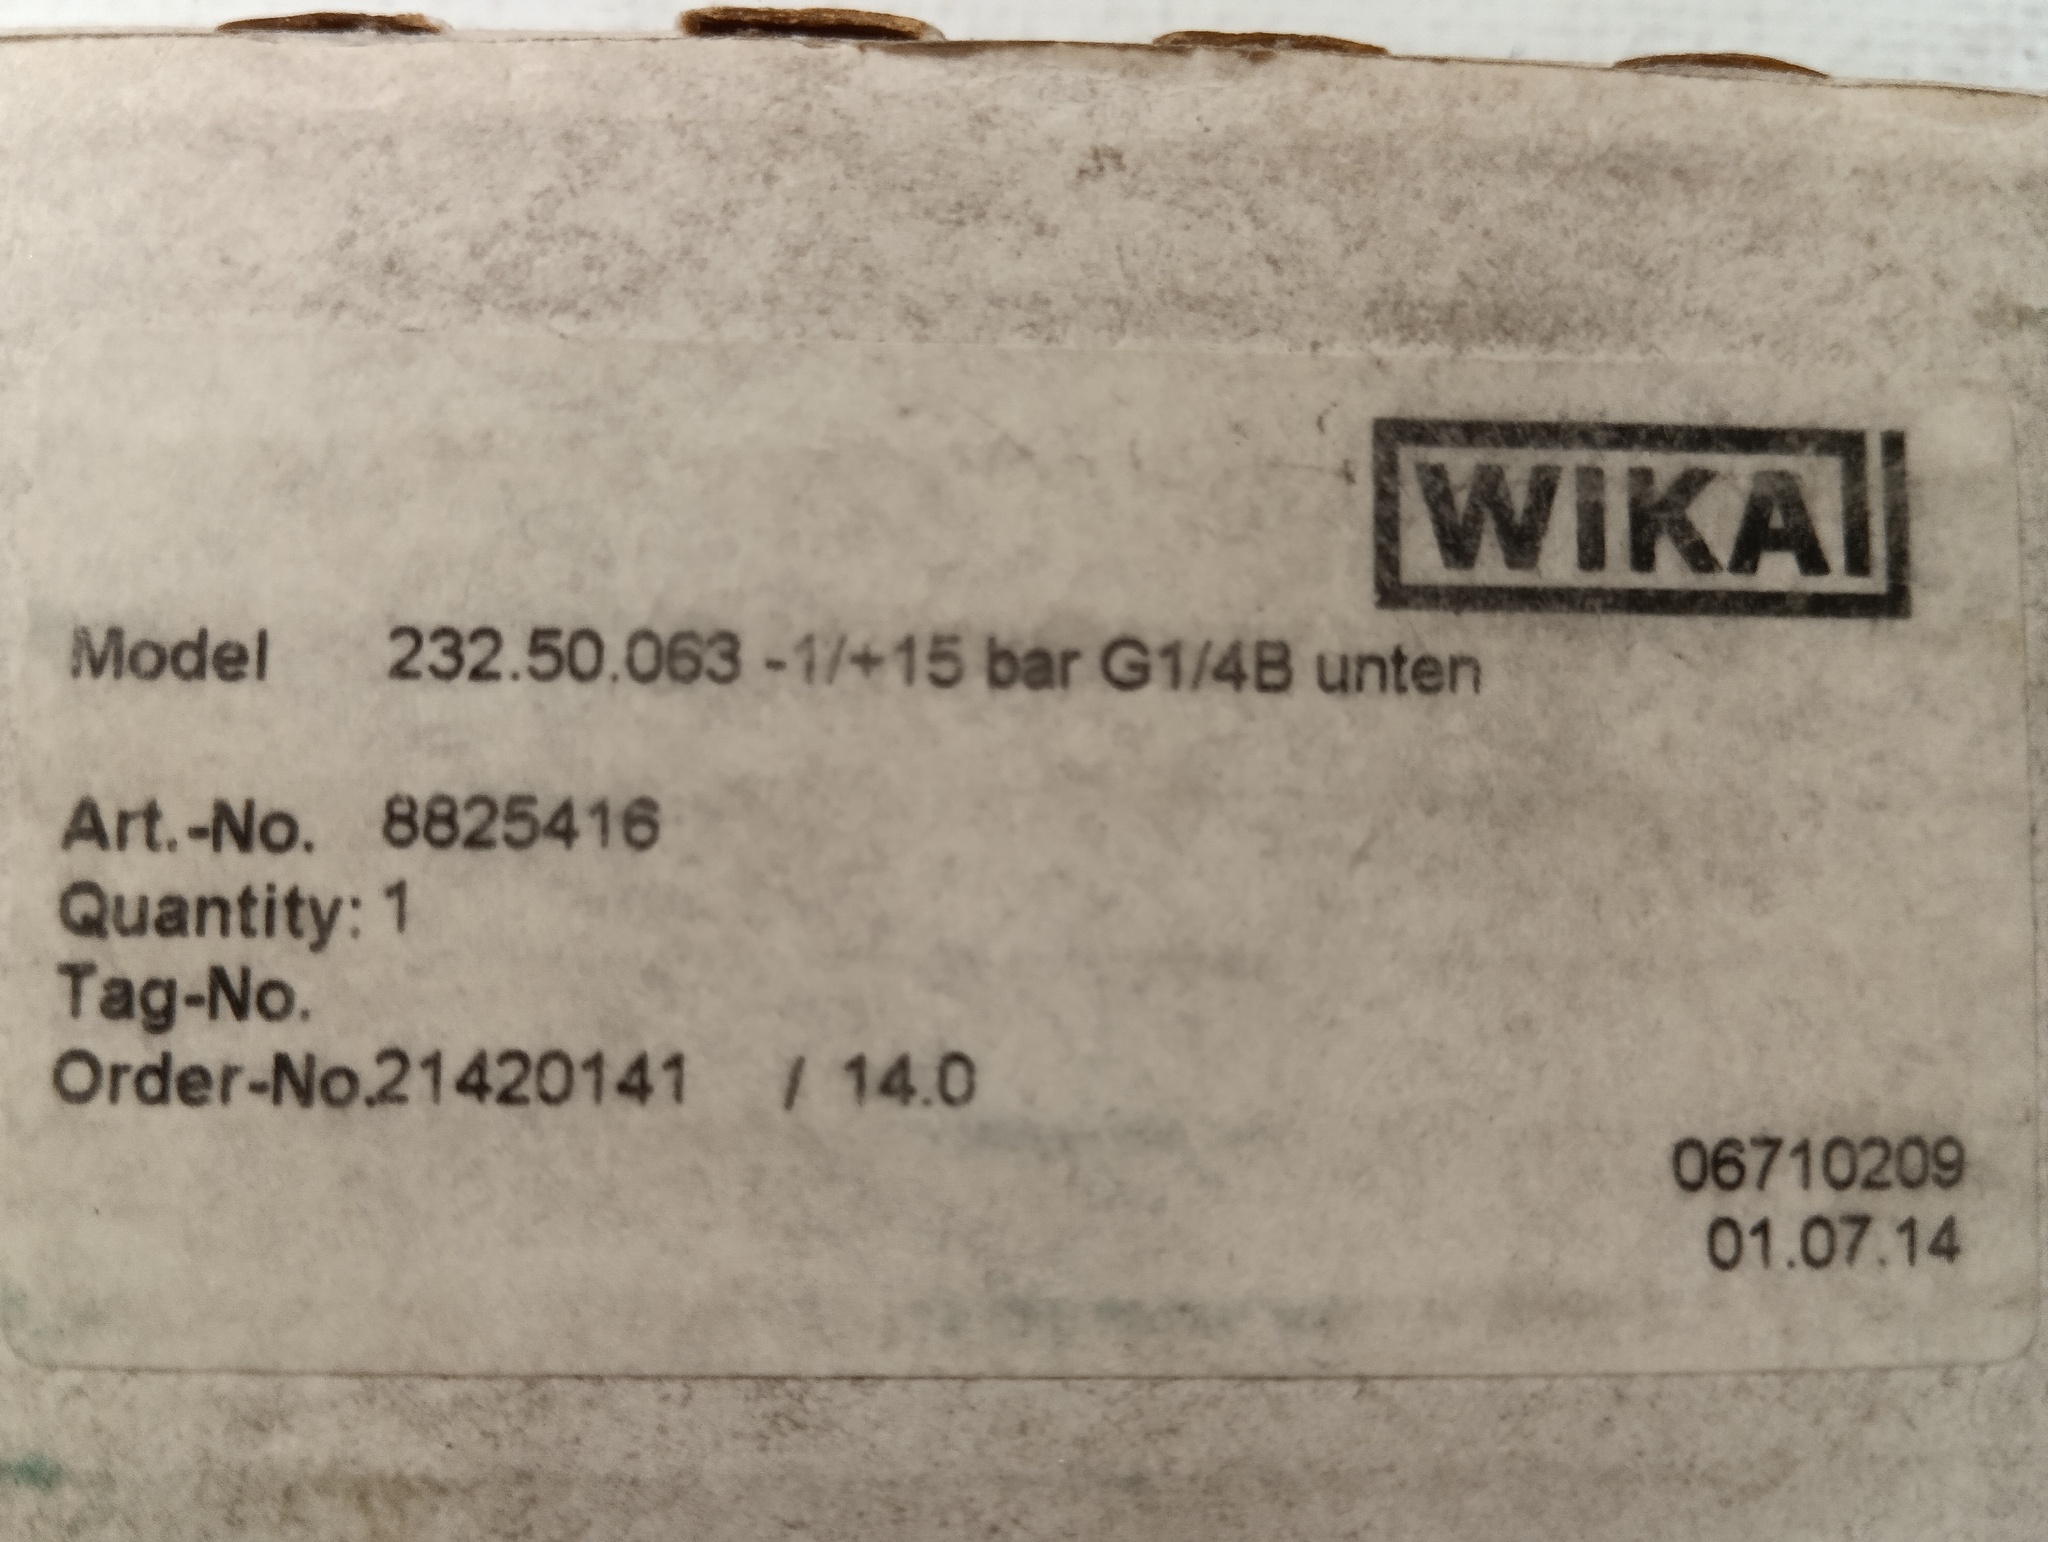 WIKA
Model 232.50.063 -1/+15 bar G1/4B unten
Art.-No. 8825416
Quantity: 1
Tag-No.
Order-No.21420141 / 14.0
06710209
01.07.14